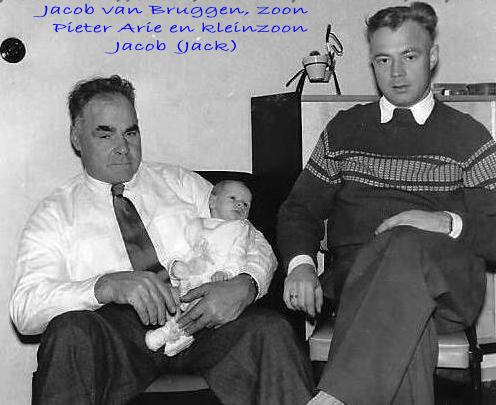 Jacob van Bruggen, zoon
Pieter Arie en kleinzoon
Jacob (Jack)